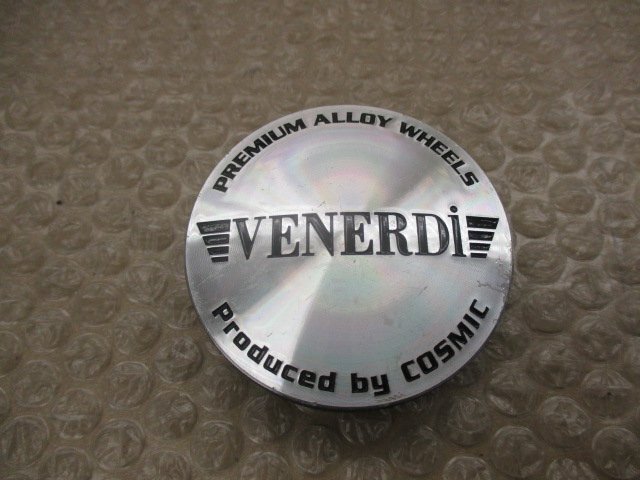 PREMIUM ALLOY WHEELS
VENERDi
Produced by COSMIC